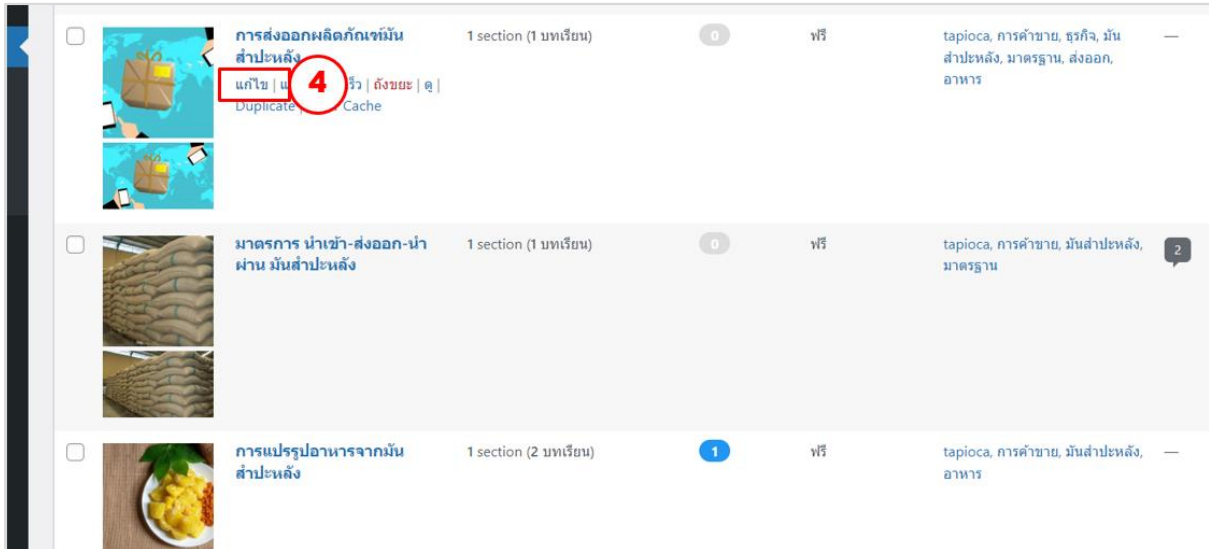 การส่งออกผลิตภัณฑ์มัน
สำปะหลัง
แก้ไข | แ
4
ร็ว | ถังขยะ | ดู |
Duplicate
Cache
1 section (1 บทเรียน)
0
ฟรี
tapioca, การค้าขาย, ธุรกิจ, มัน
สำปะหลัง, มาตรฐาน, ส่งออก,
อาหาร
—
มาตรการ นำเข้า-ส่งออก-นำ
ผ่าน มันสำปะหลัง
1 section (1 บทเรียน)
0
ฟรี
tapioca, การค้าขาย, มันสำปะหลัง,
มาตรฐาน
2
การแปรรูปอาหารจากมัน
สำปะหลัง
1 section (2 บทเรียน)
1
ฟรี
tapioca, การค้าขาย, มันสำปะหลัง,
อาหาร
—